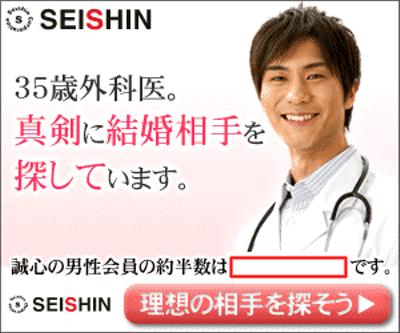 SEISHIN
35歳外科医。
真剣に結婚相手を
探しています。
誠心の男性会員の約半数は です。
SEISHIN 理想の相手を探そう▶